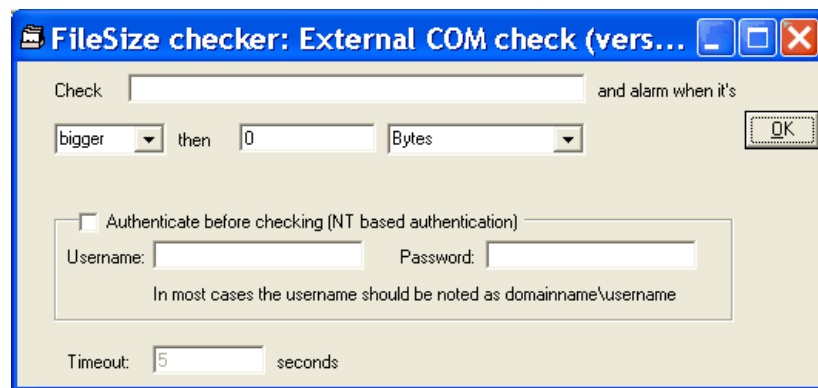 FileSize checker: External COM check (vers...
Check and alarm when it's
bigger then 0 Bytes OK
Authenticate before checking (NT based authentication)
Username: Password:
In most cases the username should be noted as domainname\username
Timeout: 5 seconds